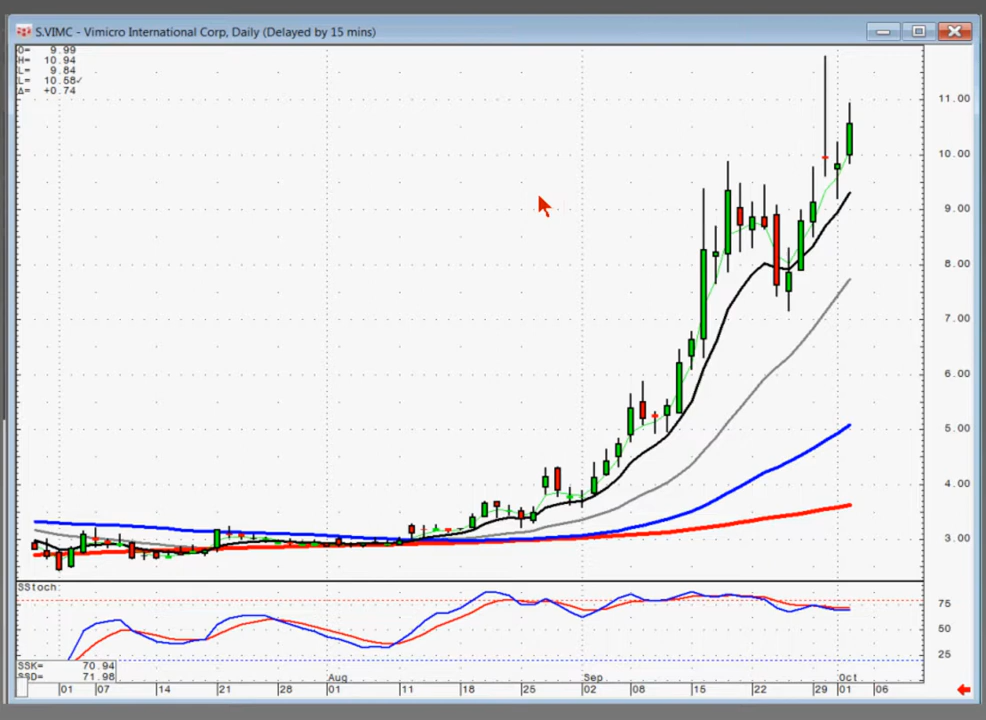 S.VIMC - Vimicro International Corp, Daily (Delayed by 15 mins)
O= 9.99
H= 10.94
L= 9.84
L= 10.58✓
Δ= +0.74
11.00
10.00
9.00
8.00
7.00
6.00
5.00
4.00
3.00
SStoch
75
50
25
SSK= 70.94
SSD= 71.98
Aug Sep Oct
01 07 14 21 28 01 11 18 25 02 08 15 22 29 01 06